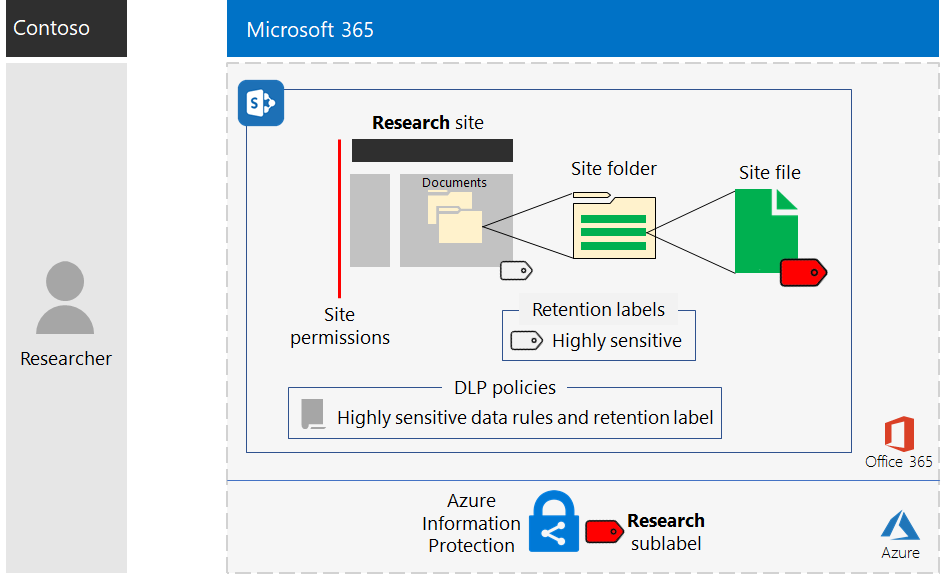 Contoso
Microsoft 365
S
Research site
Documents
Site folder
Site file
Site
permissions
Retention labels
Highly sensitive
DLP policies
Highly sensitive data rules and retention label
Researcher
Office 365
Azure
Information
Protection
Research
sublabel
Azure